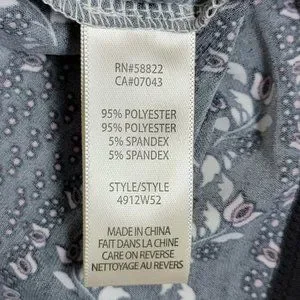 RN#58822
CA#07043
95% POLYESTER
95% POLYESTER
5% SPANDEX
5% SPANDEX
STYLE/STYLE
4912W52
MADE IN CHINA
FAIT DANS LA CHINE
CARE ON REVERSE
NETTOYAGE AU REVERS